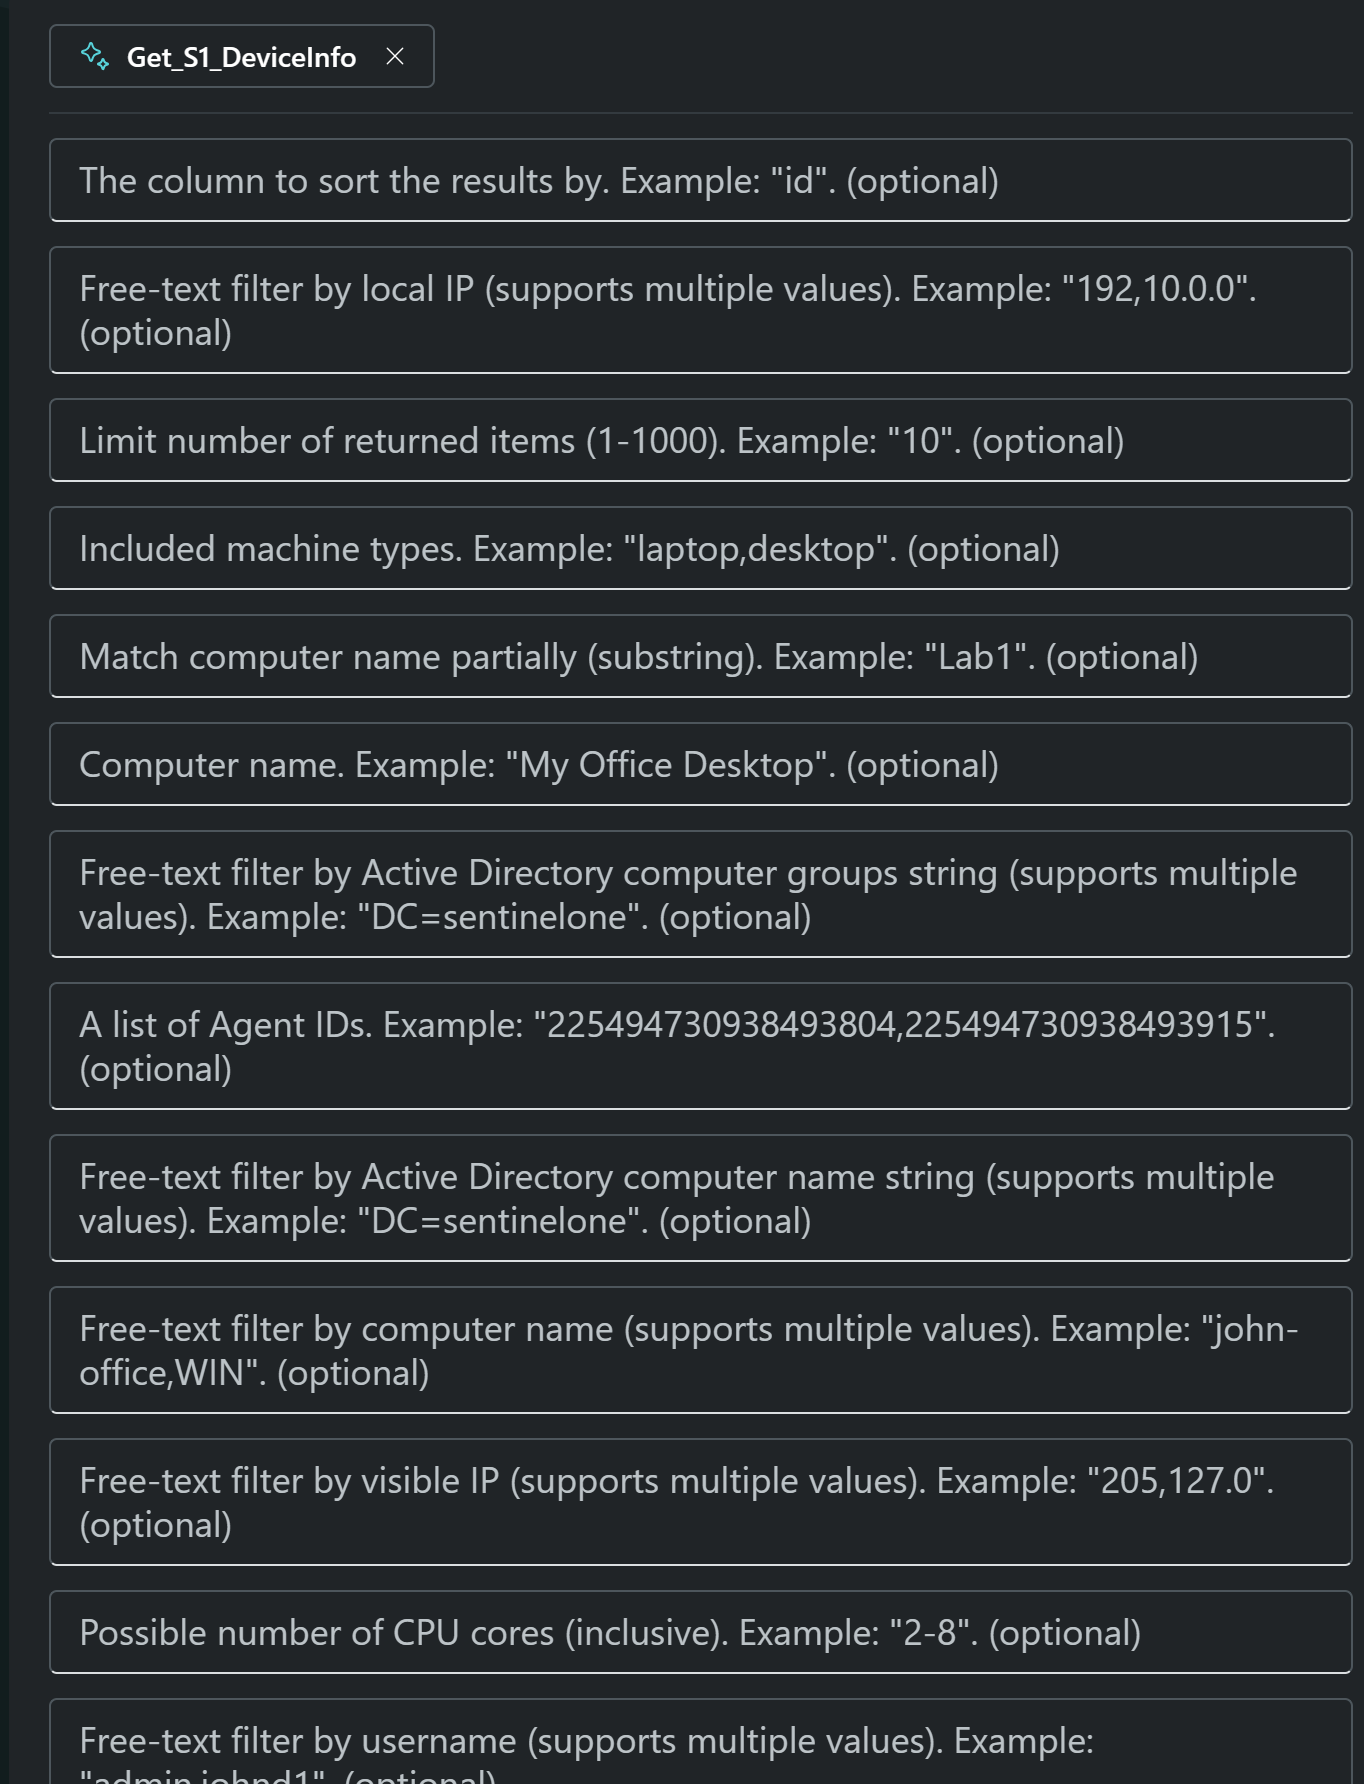 Get_S1_DeviceInfo
The column to sort the results by. Example: "id". (optional)
Free-text filter by local IP (supports multiple values). Example: "192,10.0.0".
(optional)
Limit number of returned items (1-1000). Example: "10". (optional)
Included machine types. Example: "laptop,desktop". (optional)
Match computer name partially (substring). Example: "Lab1". (optional)
Computer name. Example: "My Office Desktop". (optional)
Free-text filter by Active Directory computer groups string (supports multiple
values). Example: "DC=sentinelone". (optional)
A list of Agent IDs. Example: "225494730938493804,225494730938493915".
(optional)
Free-text filter by Active Directory computer name string (supports multiple
values). Example: "DC=sentinelone". (optional)
Free-text filter by computer name (supports multiple values). Example: "john-
office,WIN". (optional)
Free-text filter by visible IP (supports multiple values). Example: "205,127.0".
(optional)
Possible number of CPU cores (inclusive). Example: "2-8". (optional)
Free-text filter by username (supports multiple values). Example:
"admin,johnd1". (optional)